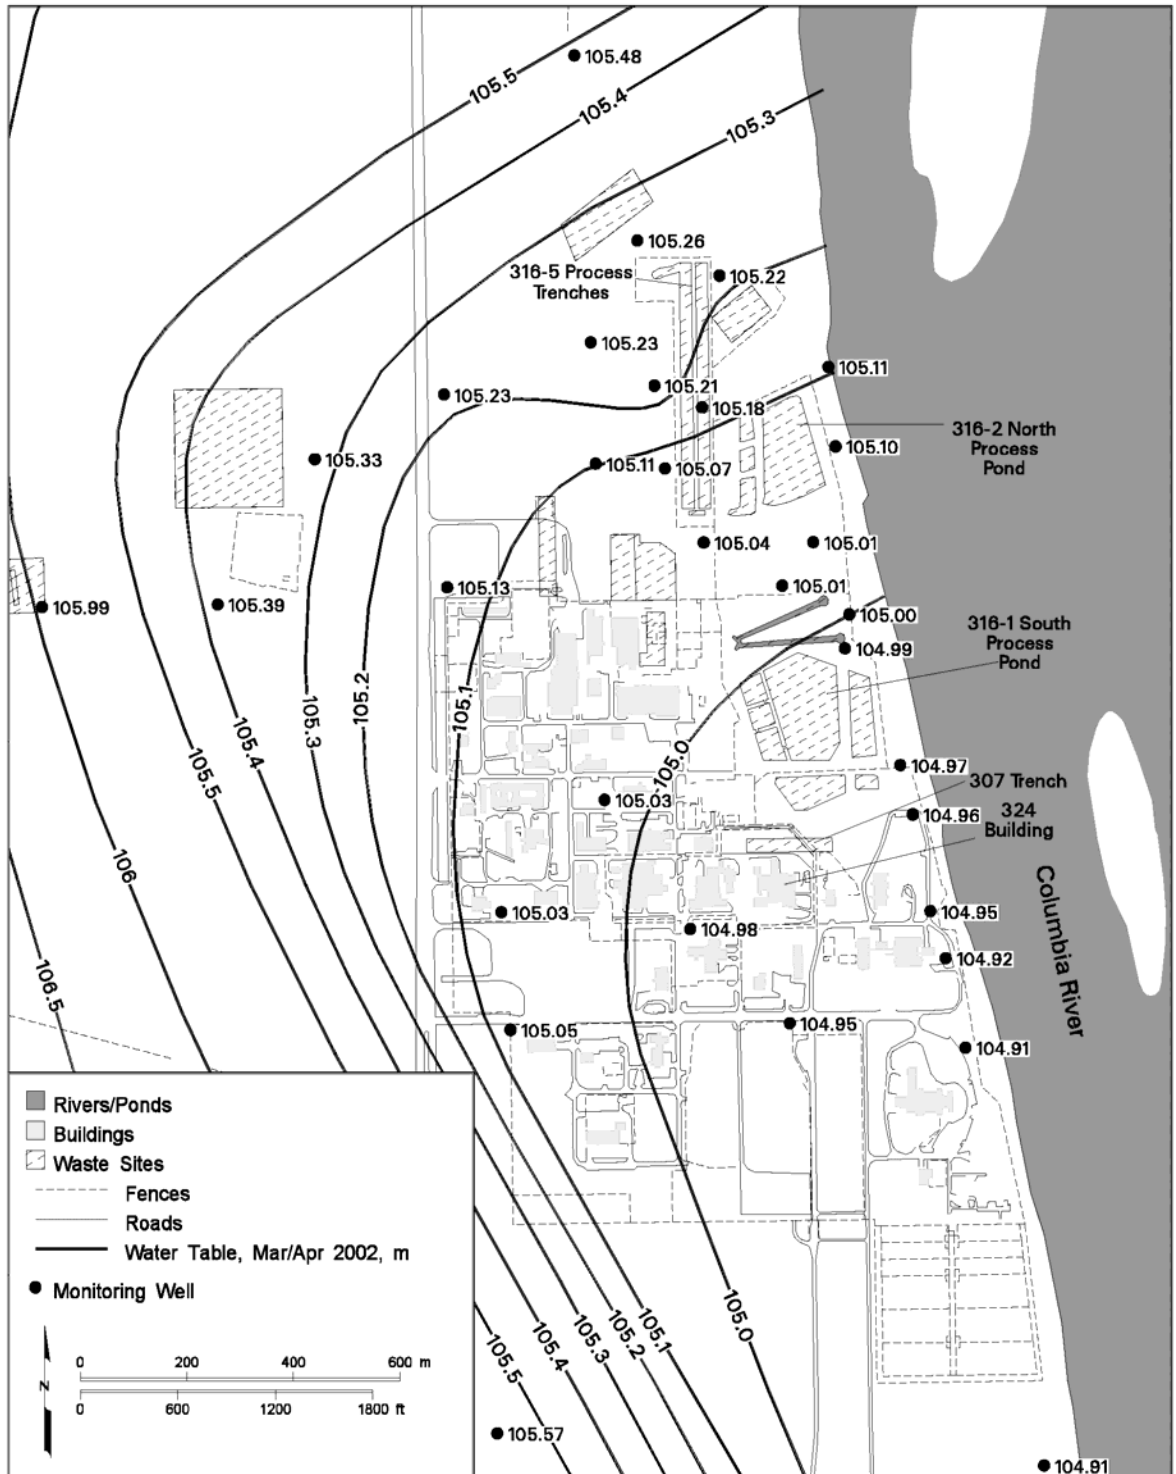 105.48
105.5
105.4
105.3
105.26
316-5 Process
Trenches
105.22
105.23
105.11
105.21
105.23
105.18
316-2 North
Process
Pond
105.10
105.33
105.11
105.07
105.04
105.01
105.13
105.01
105.99
105.39
105.00
316-1 South
Process
Pond
104.99
105.2
105.1
105.3
105.4
105.5
105.0
104.97
307 Trench
105.03
104.96
324
Building
106
Columbia River
105.03
104.95
104.98
104.92
106.5
105.05
104.95
104.91
Rivers/Ponds
Buildings
Waste Sites
Fences
Roads
Water Table, Mar/Apr 2002, m
Monitoring Well
105.0
105.1
105.2
105.3
105.4
105.5
N
0 200 400 600 m
0 600 1200 1800 ft
105.57
104.91